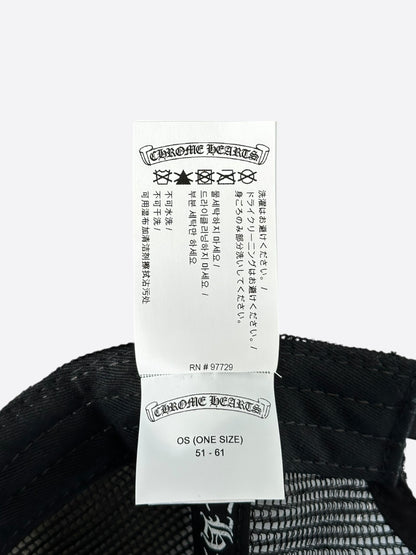 CHROME HEARTS
洗濯はお避けください。/
ドライクリーニングはお避けください。/
身ごろのみ部分洗いしてください。
물세탁하지 마세요 /
드라이클리닝하지 마세요 /
부분 세탁만 하세요
不可水洗 /
不可干洗 /
可用湿布加清洁剂擦拭沾污处
RN # 97729
CHROME HEARTS
OS (ONE SIZE)
51 - 61